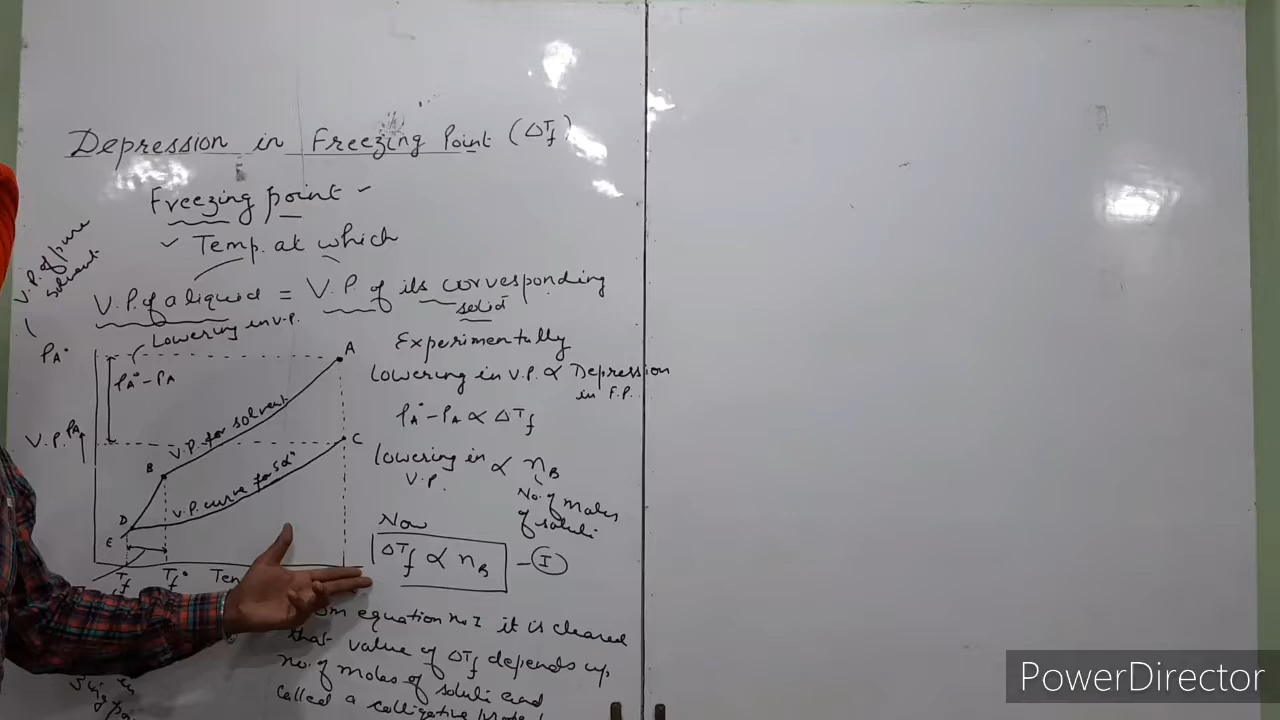 Depression in Freezing Point (ΔTf)
Freezing point
Temp. at which
V.P. of a liquid = V.P. of its corresponding
solid
V.P. of pure
solvent
Lowering in V.P.
PA°
A
PA° - PA
V.P.
PA
V.P. for solvent
B
C
V.P. curve for solⁿ
D
E
Tf
Tf°
Experimentally
Lowering in V.P. ∝ Depression
in F.P.
PA° - PA ∝ ΔTf
lowering in ∝ nB
V.P.
No. of moles
of solute
Now
ΔTf ∝ nB - I
equation no. I it is cleared
that value of ΔTf depends up
no. of moles of solute and
called a colligative
PowerDirector